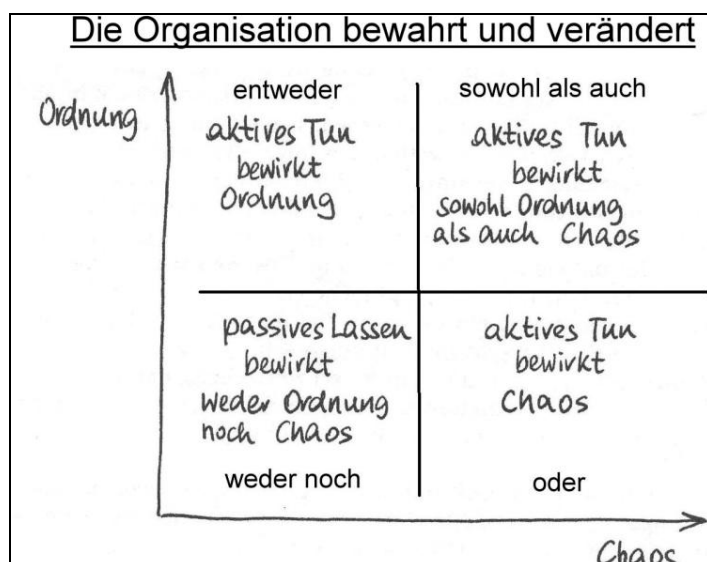 Die Organisation bewahrt und verändert
Ordnung
entweder
aktives Tun
bewirkt
Ordnung
sowohl als auch
aktives Tun
bewirkt
sowohl Ordnung
als auch Chaos
passives Lassen
bewirkt
weder Ordnung
noch Chaos
weder noch
aktives Tun
bewirkt
Chaos
oder
Chaos